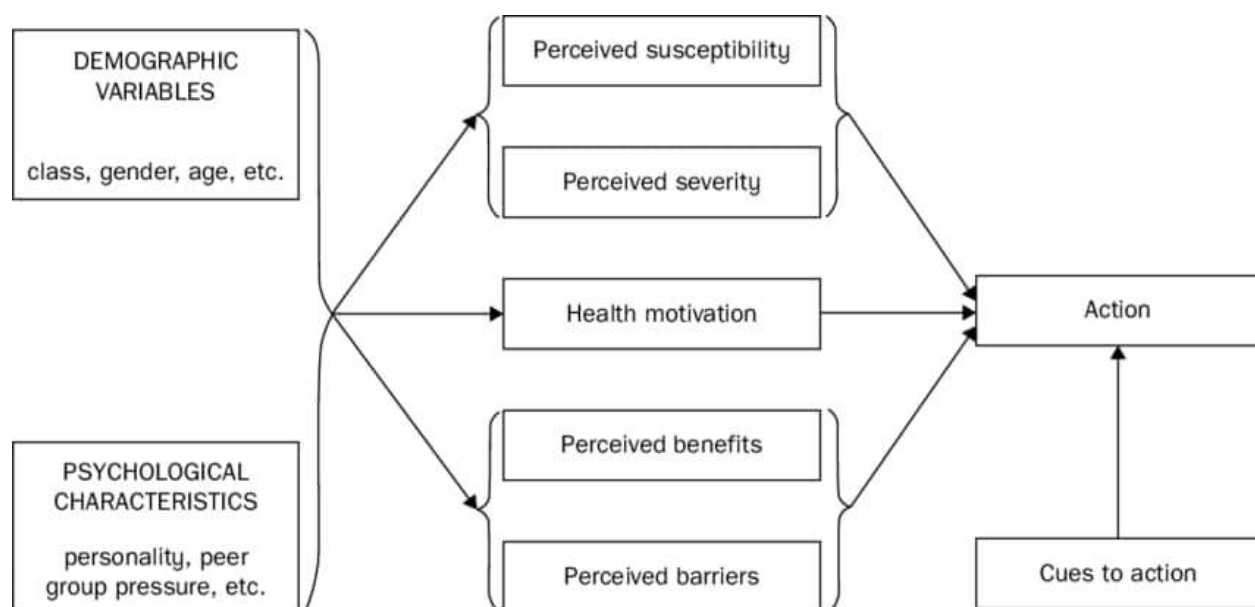 DEMOGRAPHIC
VARIABLES
class, gender, age, etc.
PSYCHOLOGICAL
CHARACTERISTICS
personality, peer
group pressure, etc.
Perceived susceptibility
Perceived severity
Health motivation
Perceived benefits
Perceived barriers
Action
Cues to action